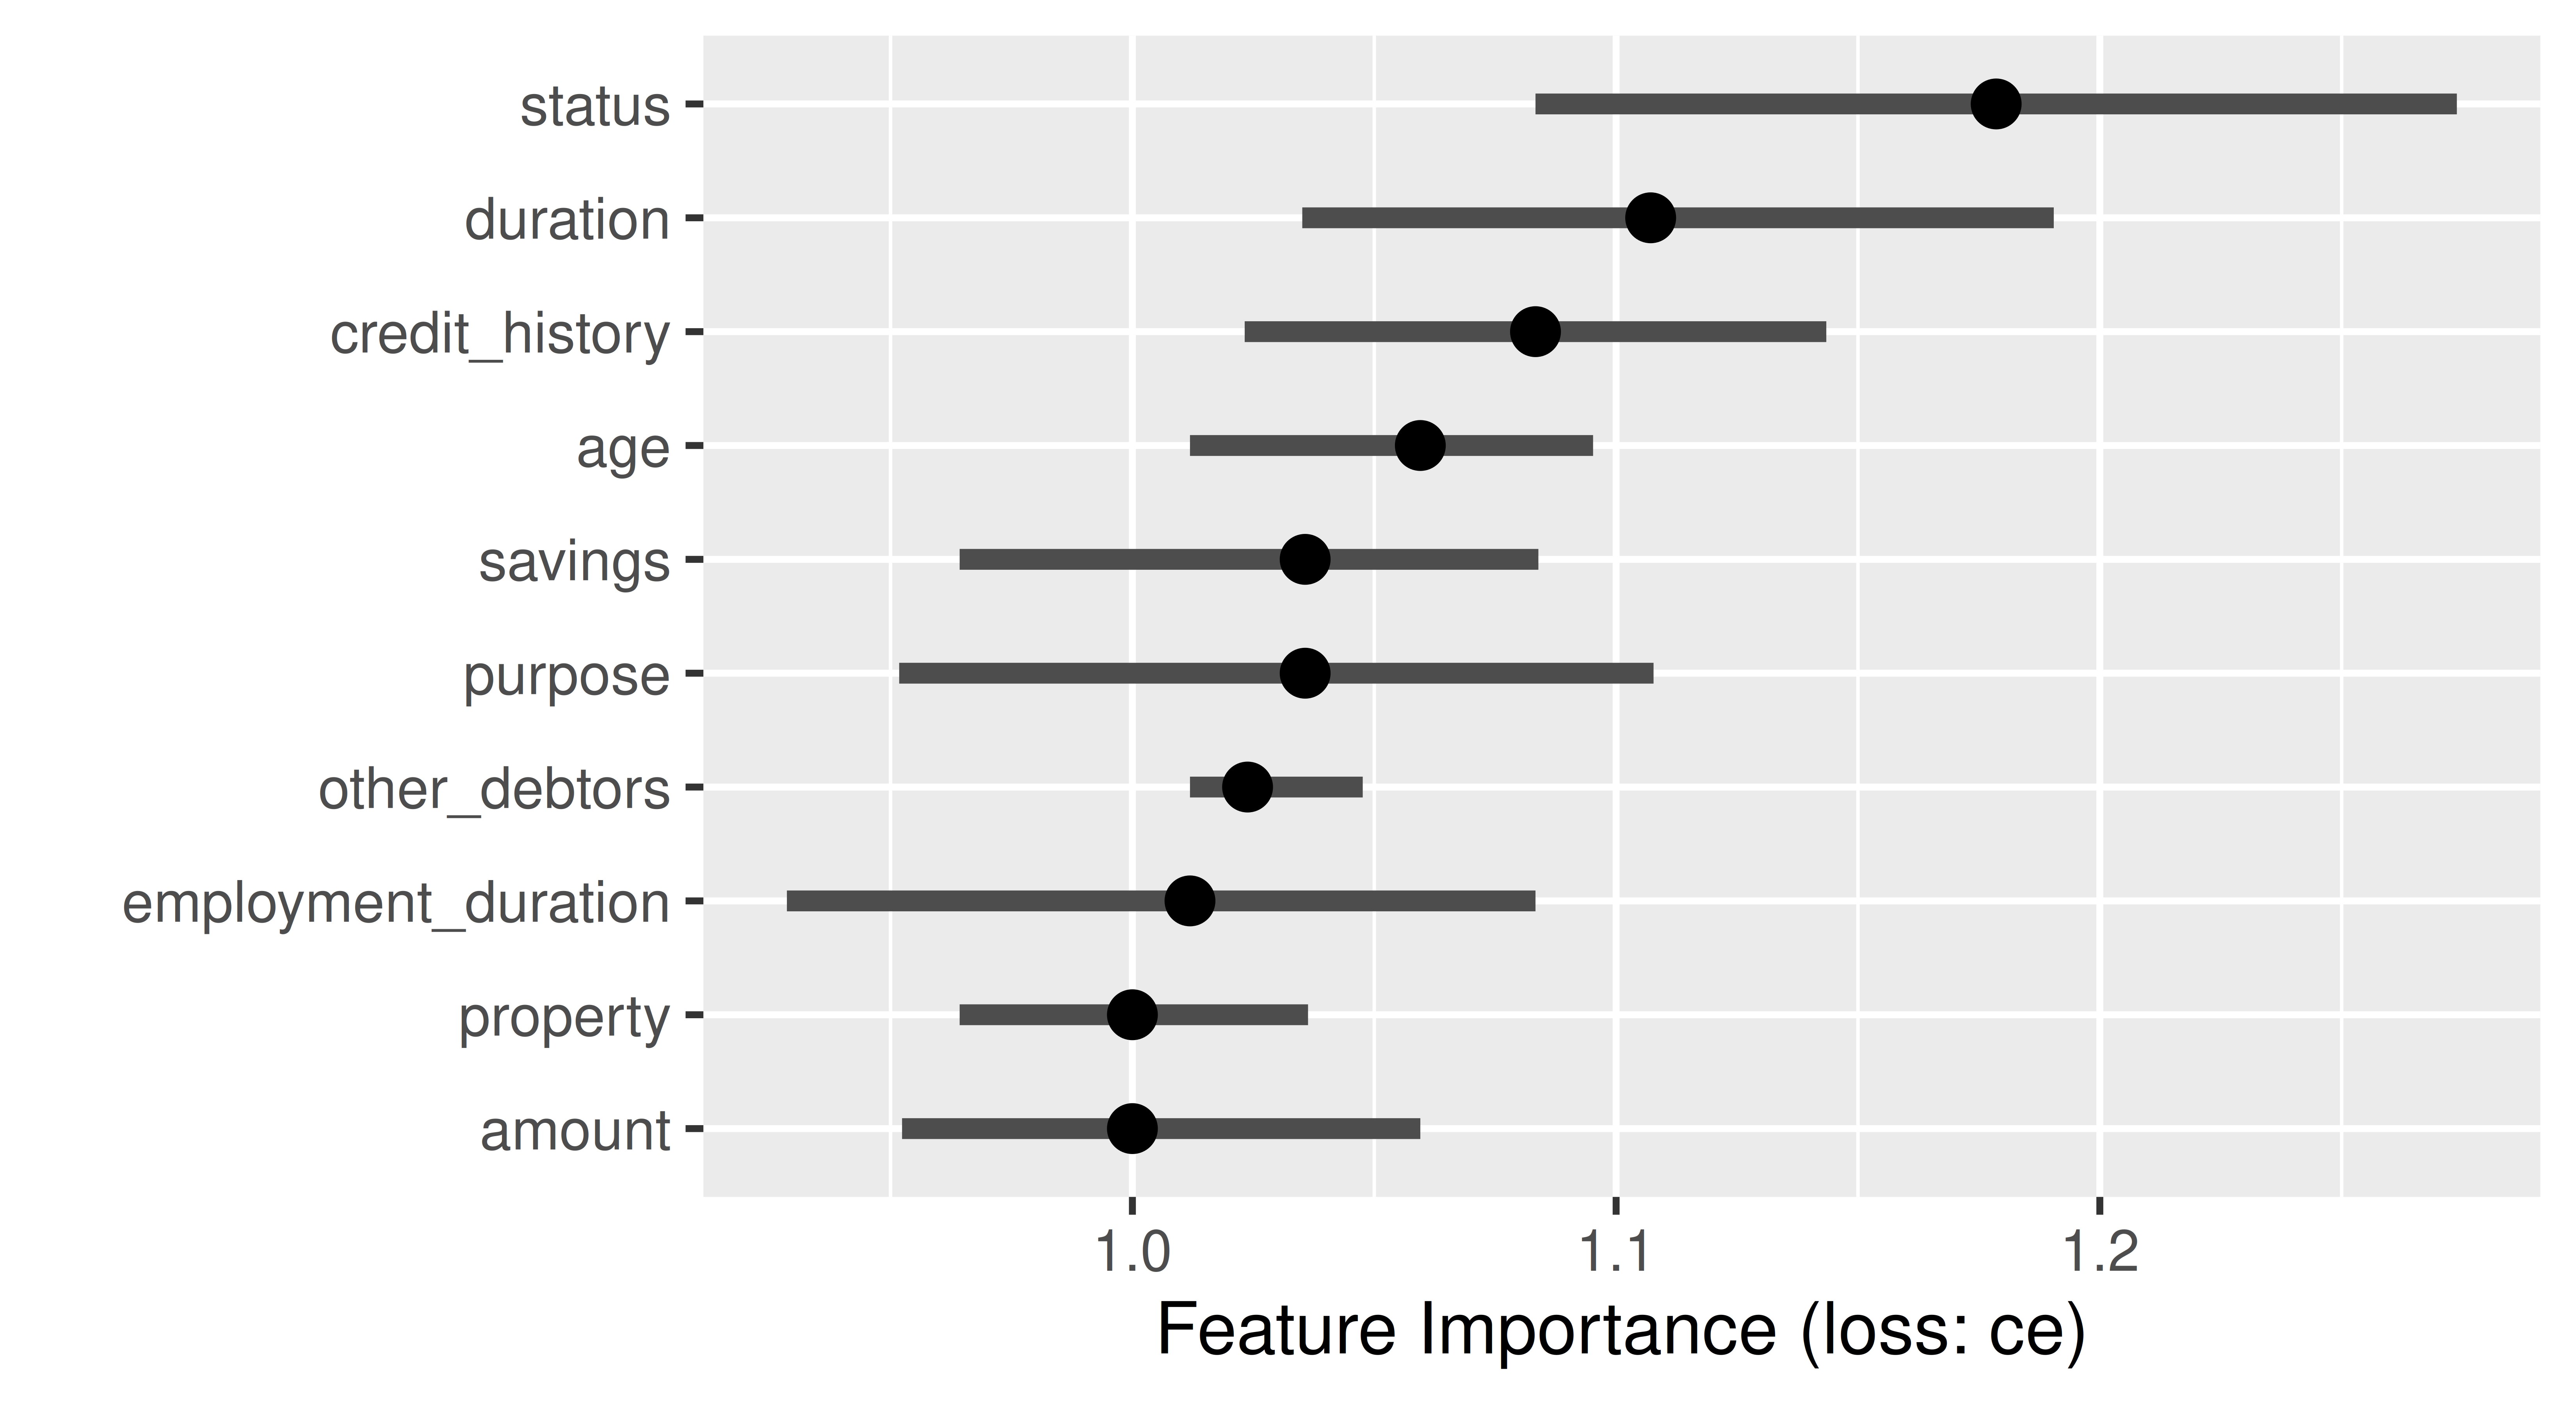 status
duration
credit_history
age
savings
purpose
other_debtors
employment_duration
property
amount
1.0 1.1 1.2
Feature Importance (loss: ce)